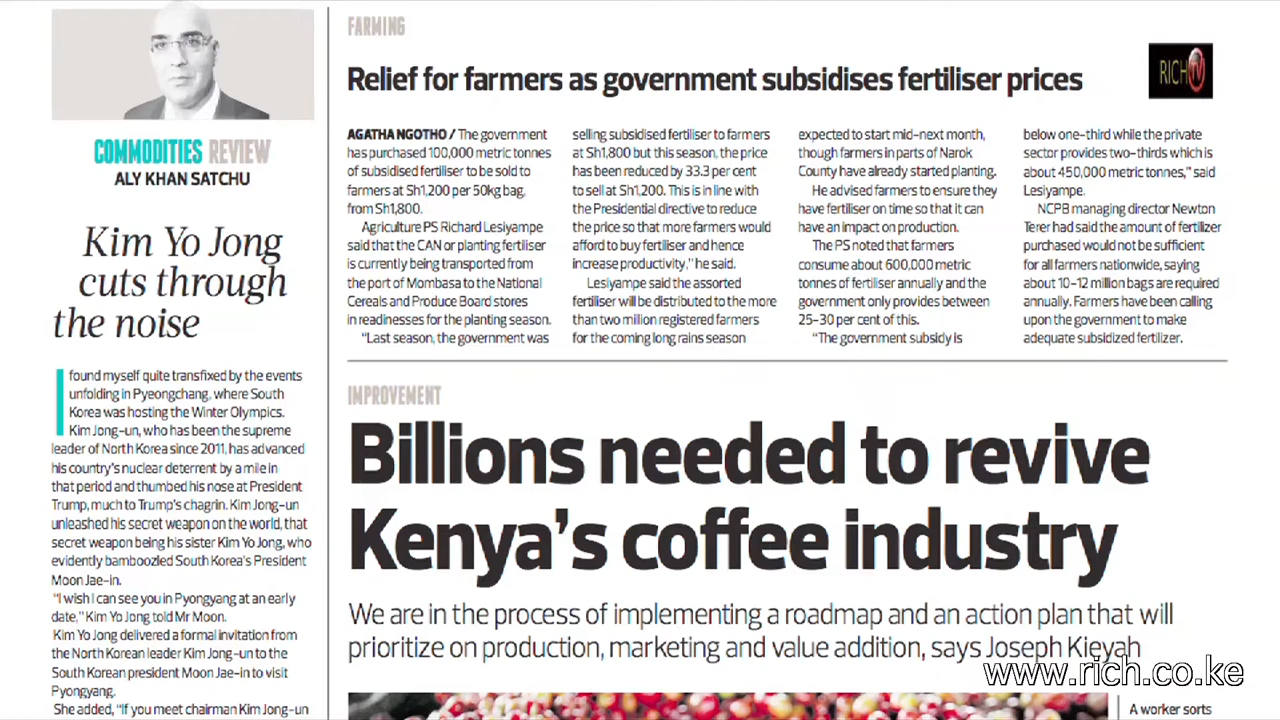 COMMODITIES REVIEW
ALY KHAN SATCHU
Kim Yo Jong
cuts through
the noise
I found myself quite transfixed by the events
unfolding in Pyeongchang, where South
Korea was hosting the Winter Olympics.
Kim Jong-un, who has been the supreme
leader of North Korea since 2011, has advanced
his country's nuclear deterrent by a mile in
that period and thumbed his nose at President
Trump, much to Trump's chagrin. Kim Jong-un
unleashed his secret weapon on the world, that
secret weapon being his sister Kim Yo Jong, who
evidently bamboozled South Korea's President
Moon Jae-in.
"I wish I can see you in Pyongyang at an early
date," Kim Yo Jong told Mr Moon.
Kim Yo Jong delivered a formal invitation from
the North Korean leader Kim Jong-un to the
South Korean president Moon Jae-in to visit
Pyongyang.
She added, "If you meet chairman Kim Jong-un
FARMING
Relief for farmers as government subsidises fertiliser prices
RICH TV
AGATHA NGOTHO / The government
has purchased 100,000 metric tonnes
of subsidised fertiliser to be sold to
farmers at Sh1,200 per 50kg bag,
from Sh1,800.
Agriculture PS Richard Lesiyampe
said that the CAN or planting fertiliser
is currently being transported from
the port of Mombasa to the National
Cereals and Produce Board stores
in readinesses for the planting season.
"Last season, the government was
selling subsidised fertiliser to farmers
at Sh1,800 but this season, the price
has been reduced by 33.3 per cent
to sell at Sh1,200. This is in line with
the Presidential directive to reduce
the price so that more farmers would
afford to buy fertiliser and hence
increase productivity," he said.
Lesiyampe said the assorted
fertiliser will be distributed to the more
than two million registered farmers
for the coming long rains season
expected to start mid-next month,
though farmers in parts of Narok
County have already started planting.
He advised farmers to ensure they
have fertiliser on time so that it can
have an impact on production.
The PS noted that farmers
consume about 600,000 metric
tonnes of fertiliser annually and the
government only provides between
25-30 per cent of this.
"The government subsidy is
below one-third while the private
sector provides two-thirds which is
about 450,000 metric tonnes," said
Lesiyampe.
NCPB managing director Newton
Terer had said the amount of fertilizer
purchased would not be sufficient
for all farmers nationwide, saying
about 10-12 million bags are required
annually. Farmers have been calling
upon the government to make
adequate subsidized fertilizer.
IMPROVEMENT
Billions needed to revive
Kenya's coffee industry
We are in the process of implementing a roadmap and an action plan that will
prioritize on production, marketing and value addition, says Joseph Kieyah
www.rich.co.ke
A worker sorts